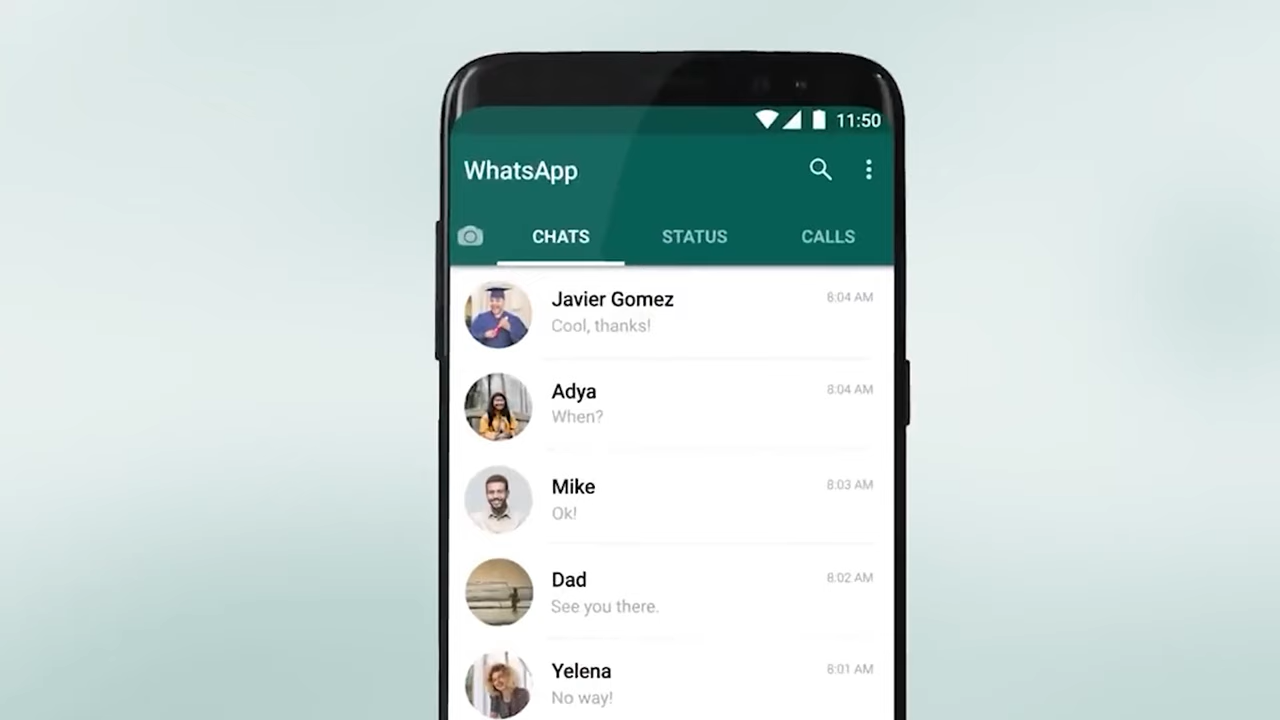 11:50
WhatsApp
CHATS STATUS CALLS
Javier Gomez 8:04 AM
Cool, thanks!
Adya 8:04 AM
When?
Mike 8:03 AM
Ok!
Dad 8:02 AM
See you there.
Yelena 8:01 AM
No way!